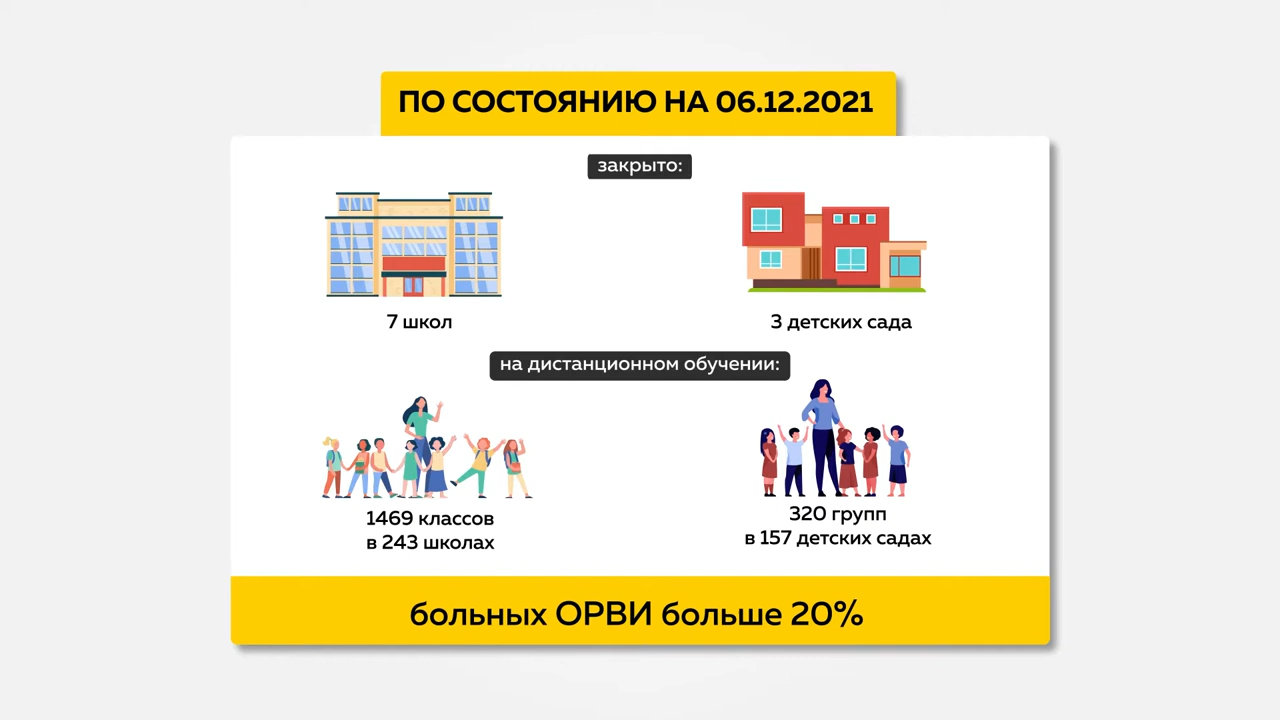 ПО СОСТОЯНИЮ НА 06.12.2021
закрыто:
7 школ
3 детских сада
на дистанционном обучении:
1469 классов
в 243 школах
320 групп
в 157 детских садах
больных ОРВИ больше 20%